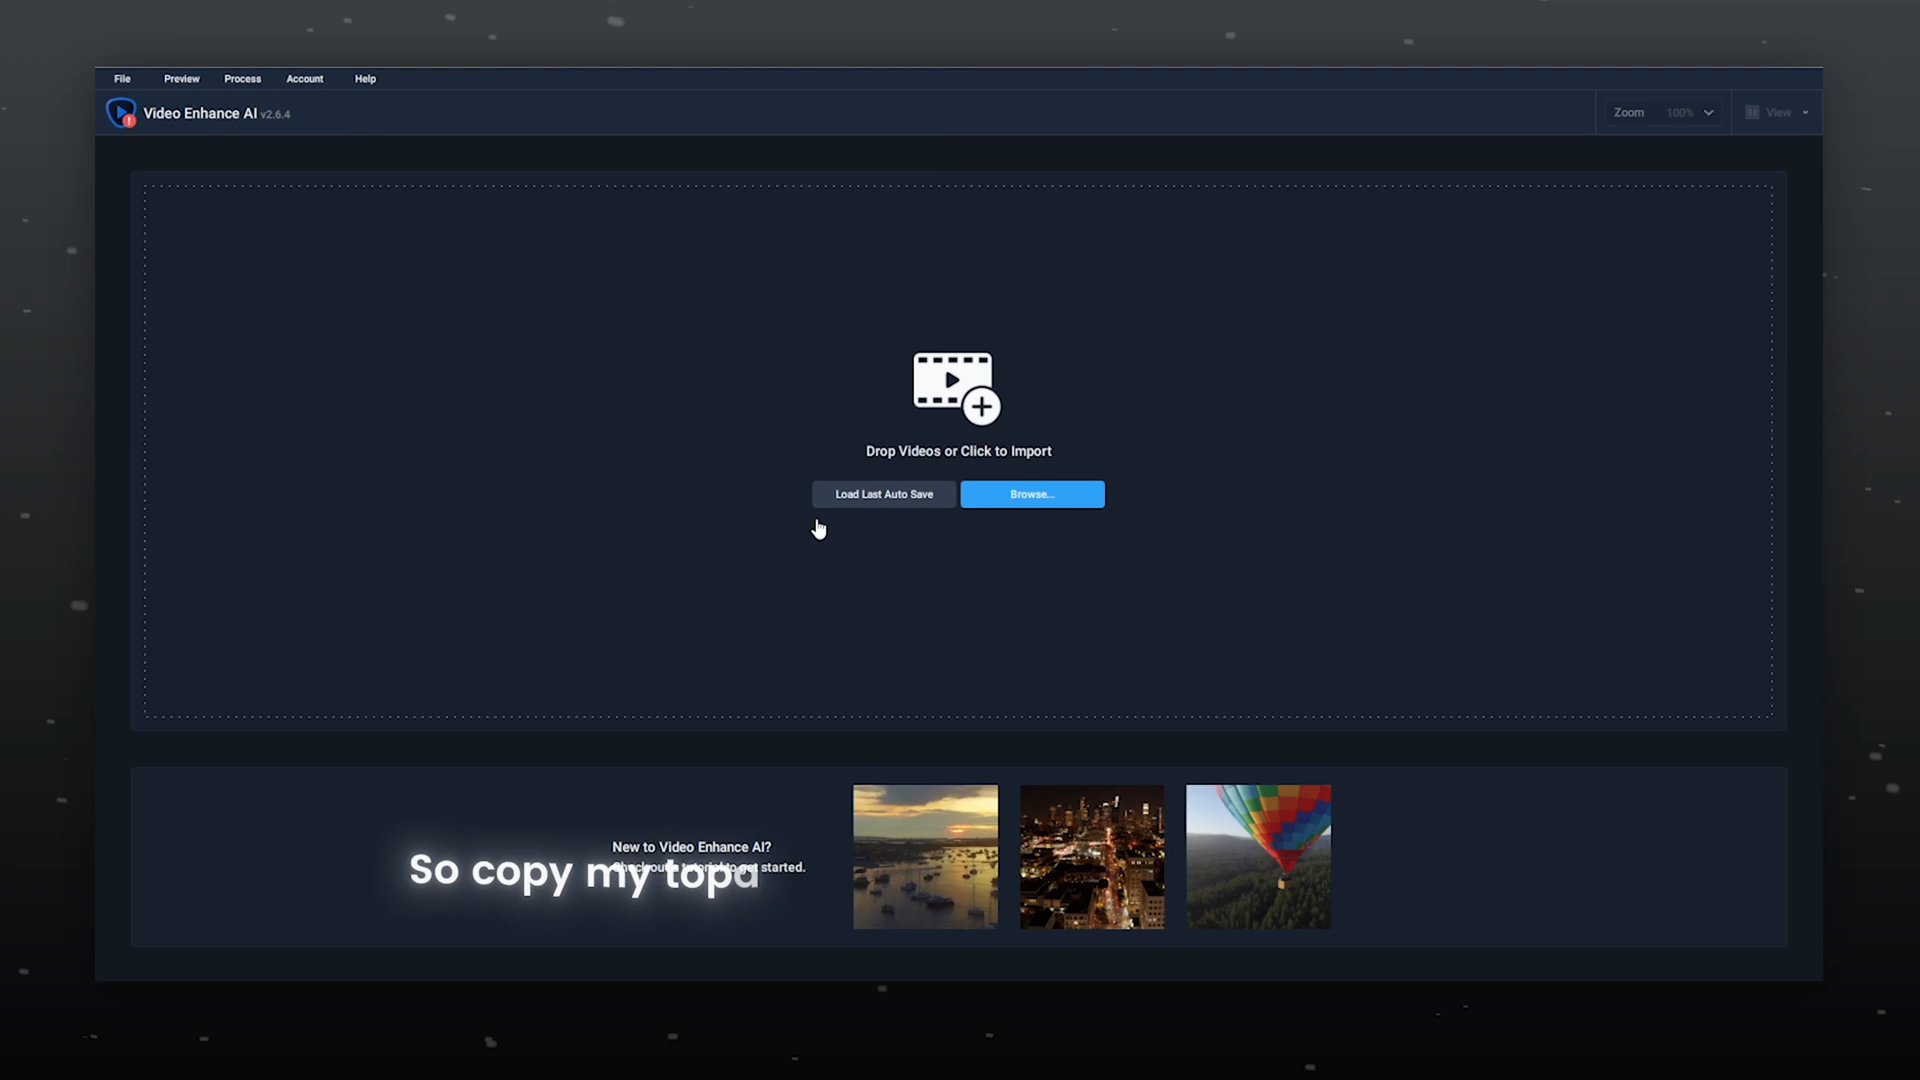 File Preview Process Account Help
Video Enhance AI v2.6.4
Zoom 100% View
Drop Videos or Click to Import
Load Last Auto Save Browse...
New to Video Enhance AI?
get started.
So copy my topa